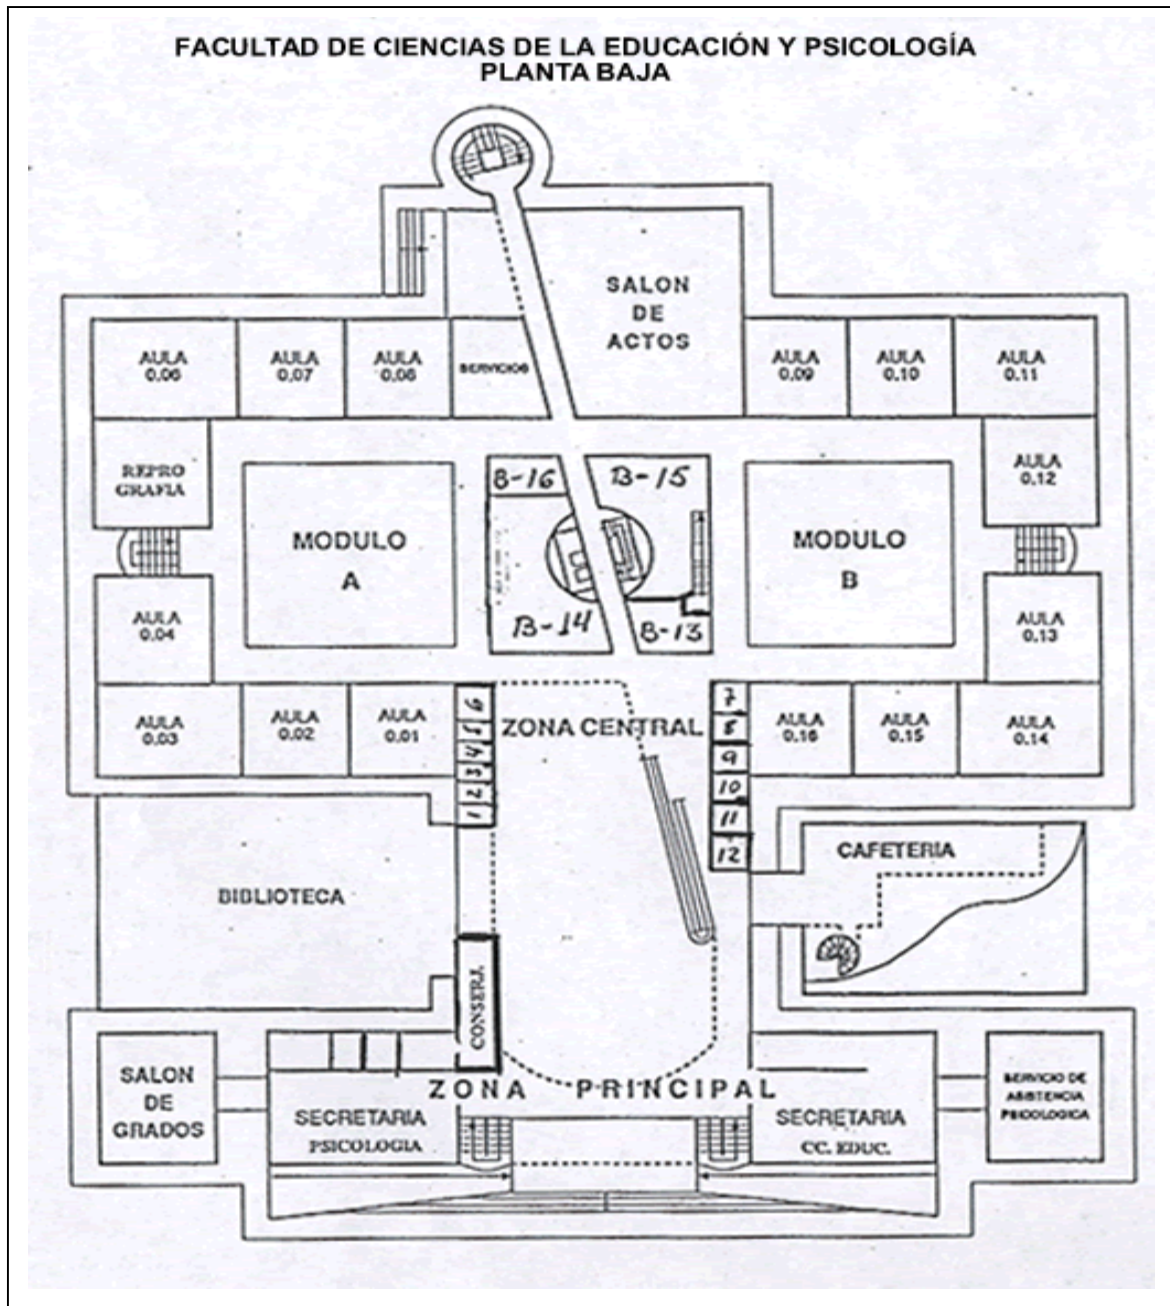 FACULTAD DE CIENCIAS DE LA EDUCACIÓN Y PSICOLOGÍA
PLANTA BAJA
SALON
DE
ACTOS
AULA
0,06
AULA
0,07
AULA
0,08
SERVICIOS
AULA
0,09
AULA
0,10
AULA
0,11
REPRO
GRAFIA
B-16
B-15
AULA
0,12
MODULO
A
MODULO
B
AULA
0,04
B-14
B-13
AULA
0,13
AULA
0,03
AULA
0,02
AULA
0,01
6
5
4
3
2
1
ZONA CENTRAL
7
8
9
10
11
12
AULA
0,16
AULA
0,15
AULA
0,14
BIBLIOTECA
CAFETERIA
CONSERJ.
SALON
DE
GRADOS
ZONA PRINCIPAL
SECRETARIA
PSICOLOGIA
SECRETARIA
CC. EDUC.
SERVICIO DE
ASISTENCIA
PSICOLOGICA